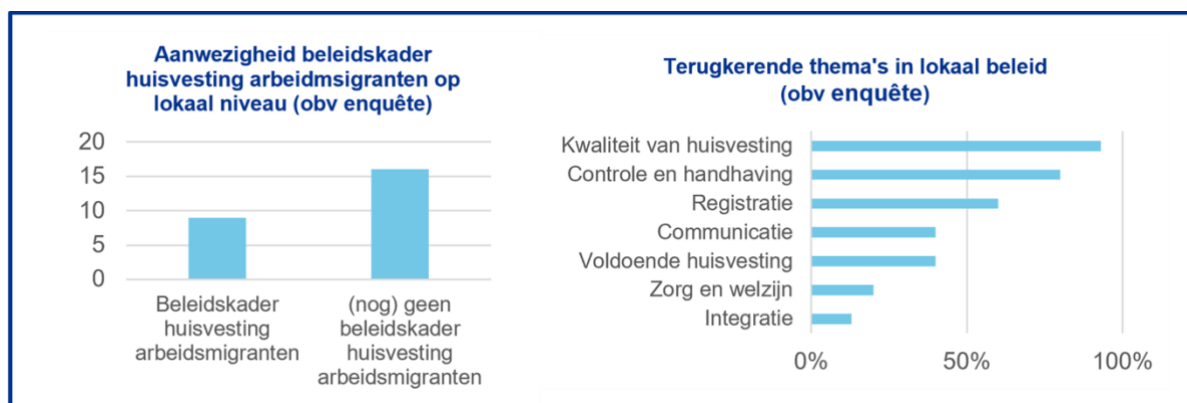 Aanwezigheid beleidskader
huisvesting arbeidmsigranten op
lokaal niveau (obv enquête)
20
15
10
5
0
Beleidskader
huisvesting
arbeidsmigranten
(nog) geen
beleidskader
huisvesting
arbeidsmigranten
Terugkerende thema's in lokaal beleid
(obv enquête)
Kwaliteit van huisvesting
Controle en handhaving
Registratie
Communicatie
Voldoende huisvesting
Zorg en welzijn
Integratie
0%
50%
100%